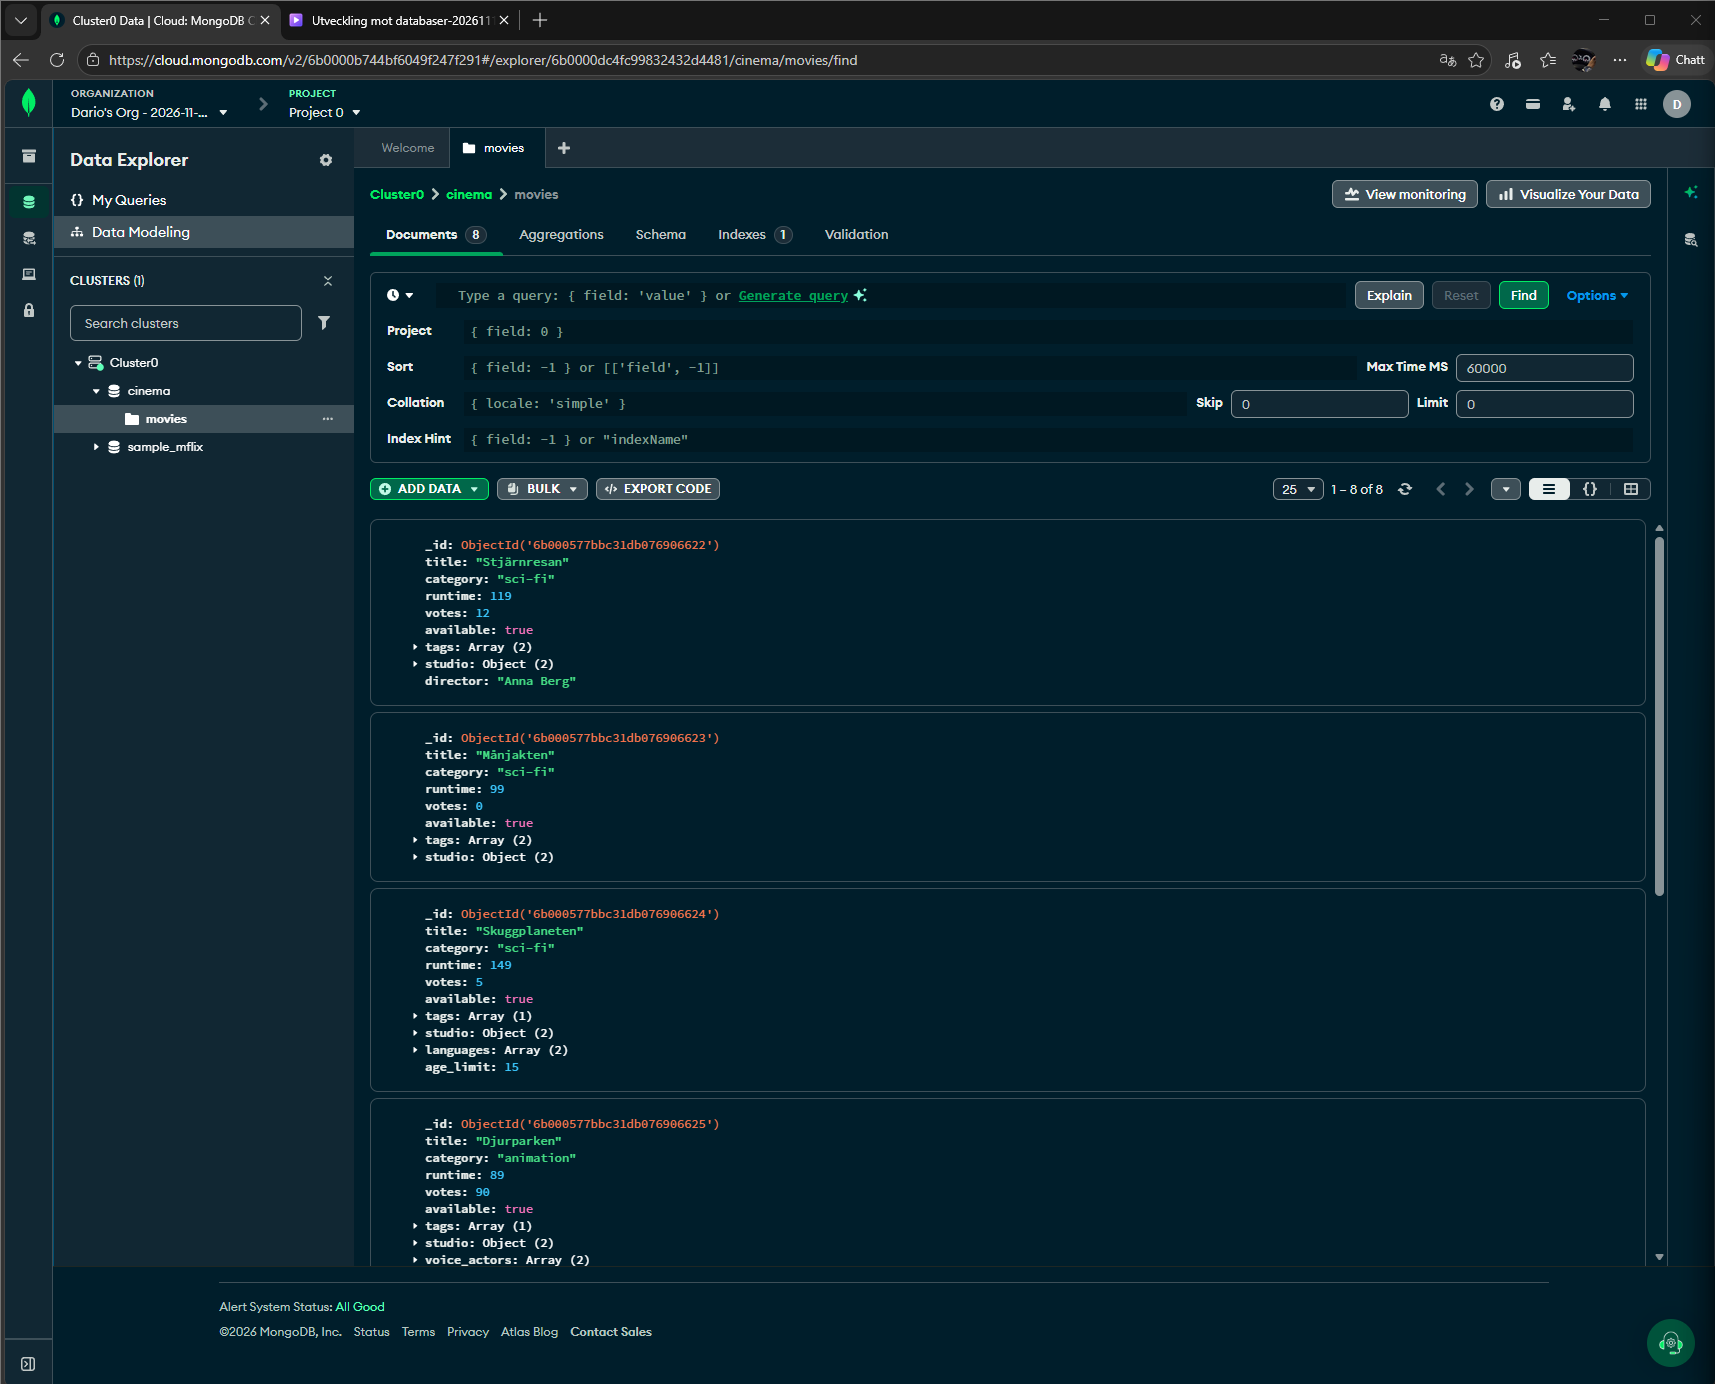 Cluster0 Data | Cloud: MongoDB C
Utveckling mot databaser-202611
https://cloud.mongodb.com/v2/6b0000b744bf6049f247f291#/explorer/6b0000dc4fc99832432d4481/cinema/movies/find
Chatt
ORGANIZATION
Dario's Org - 2026-11-...
PROJECT
Project 0
D
Data Explorer
My Queries
Data Modeling
CLUSTERS (1)
Search clusters
Cluster0
cinema
movies
sample_mflix
Welcome
movies
Cluster0 > cinema > movies
View monitoring
Visualize Your Data
Documents 8
Aggregations
Schema
Indexes 1
Validation
Type a query: { field: 'value' } or Generate query
Explain
Reset
Find
Options
Project { field: 0 }
Sort { field: -1 } or [['field', -1]]
Max Time MS 60000
Collation { locale: 'simple' }
Skip 0
Limit 0
Index Hint { field: -1 } or "indexName"
ADD DATA
BULK
EXPORT CODE
25
1 – 8 of 8
_id: ObjectId('6b000577bbc31db076906622')
title: "Stjärnresan"
category: "sci-fi"
runtime: 119
votes: 12
available: true
tags: Array (2)
studio: Object (2)
director: "Anna Berg"
_id: ObjectId('6b000577bbc31db076906623')
title: "Månjakten"
category: "sci-fi"
runtime: 99
votes: 0
available: true
tags: Array (2)
studio: Object (2)
_id: ObjectId('6b000577bbc31db076906624')
title: "Skuggplaneten"
category: "sci-fi"
runtime: 149
votes: 5
available: true
tags: Array (1)
studio: Object (2)
languages: Array (2)
age_limit: 15
_id: ObjectId('6b000577bbc31db076906625')
title: "Djurparken"
category: "animation"
runtime: 89
votes: 90
available: true
tags: Array (1)
studio: Object (2)
voice_actors: Array (2)
Alert System Status: All Good
©2026 MongoDB, Inc. Status Terms Privacy Atlas Blog Contact Sales